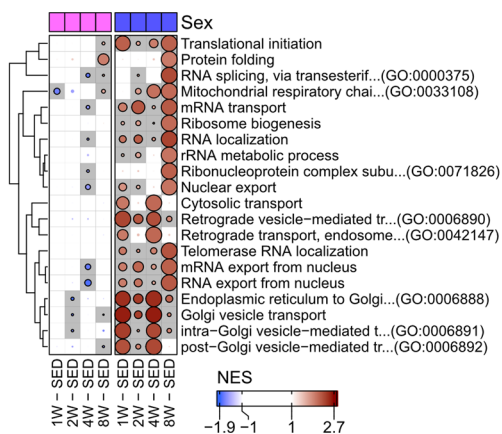 Sex
Translational initiation
Protein folding
RNA splicing, via transesterif...(GO:0000375)
Mitochondrial respiratory chai...(GO:0033108)
mRNA transport
Ribosome biogenesis
RNA localization
rRNA metabolic process
Ribonucleoprotein complex subu...(GO:0071826)
Nuclear export
Cytosolic transport
Retrograde vesicle−mediated tr...(GO:0006890)
Retrograde transport, endosome...(GO:0042147)
Telomerase RNA localization
mRNA export from nucleus
RNA export from nucleus
Endoplasmic reticulum to Golgi...(GO:0006888)
Golgi vesicle transport
intra−Golgi vesicle−mediated t...(GO:0006891)
post−Golgi vesicle−mediated tr...(GO:0006892)
1W − SED
2W − SED
4W − SED
8W − SED
1W − SED
2W − SED
4W − SED
8W − SED
NES
−1.9 −1 1 2.7